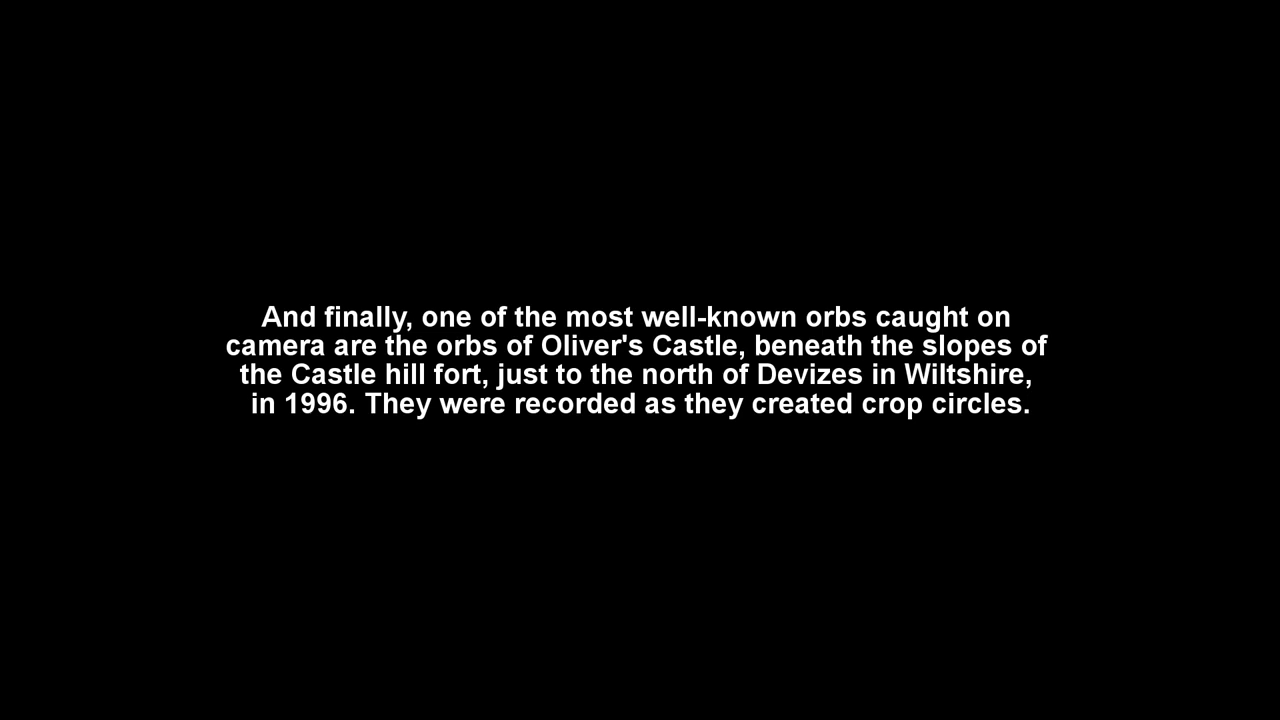 And finally, one of the most well-known orbs caught on
camera are the orbs of Oliver's Castle, beneath the slopes of
the Castle hill fort, just to the north of Devizes in Wiltshire,
in 1996. They were recorded as they created crop circles.